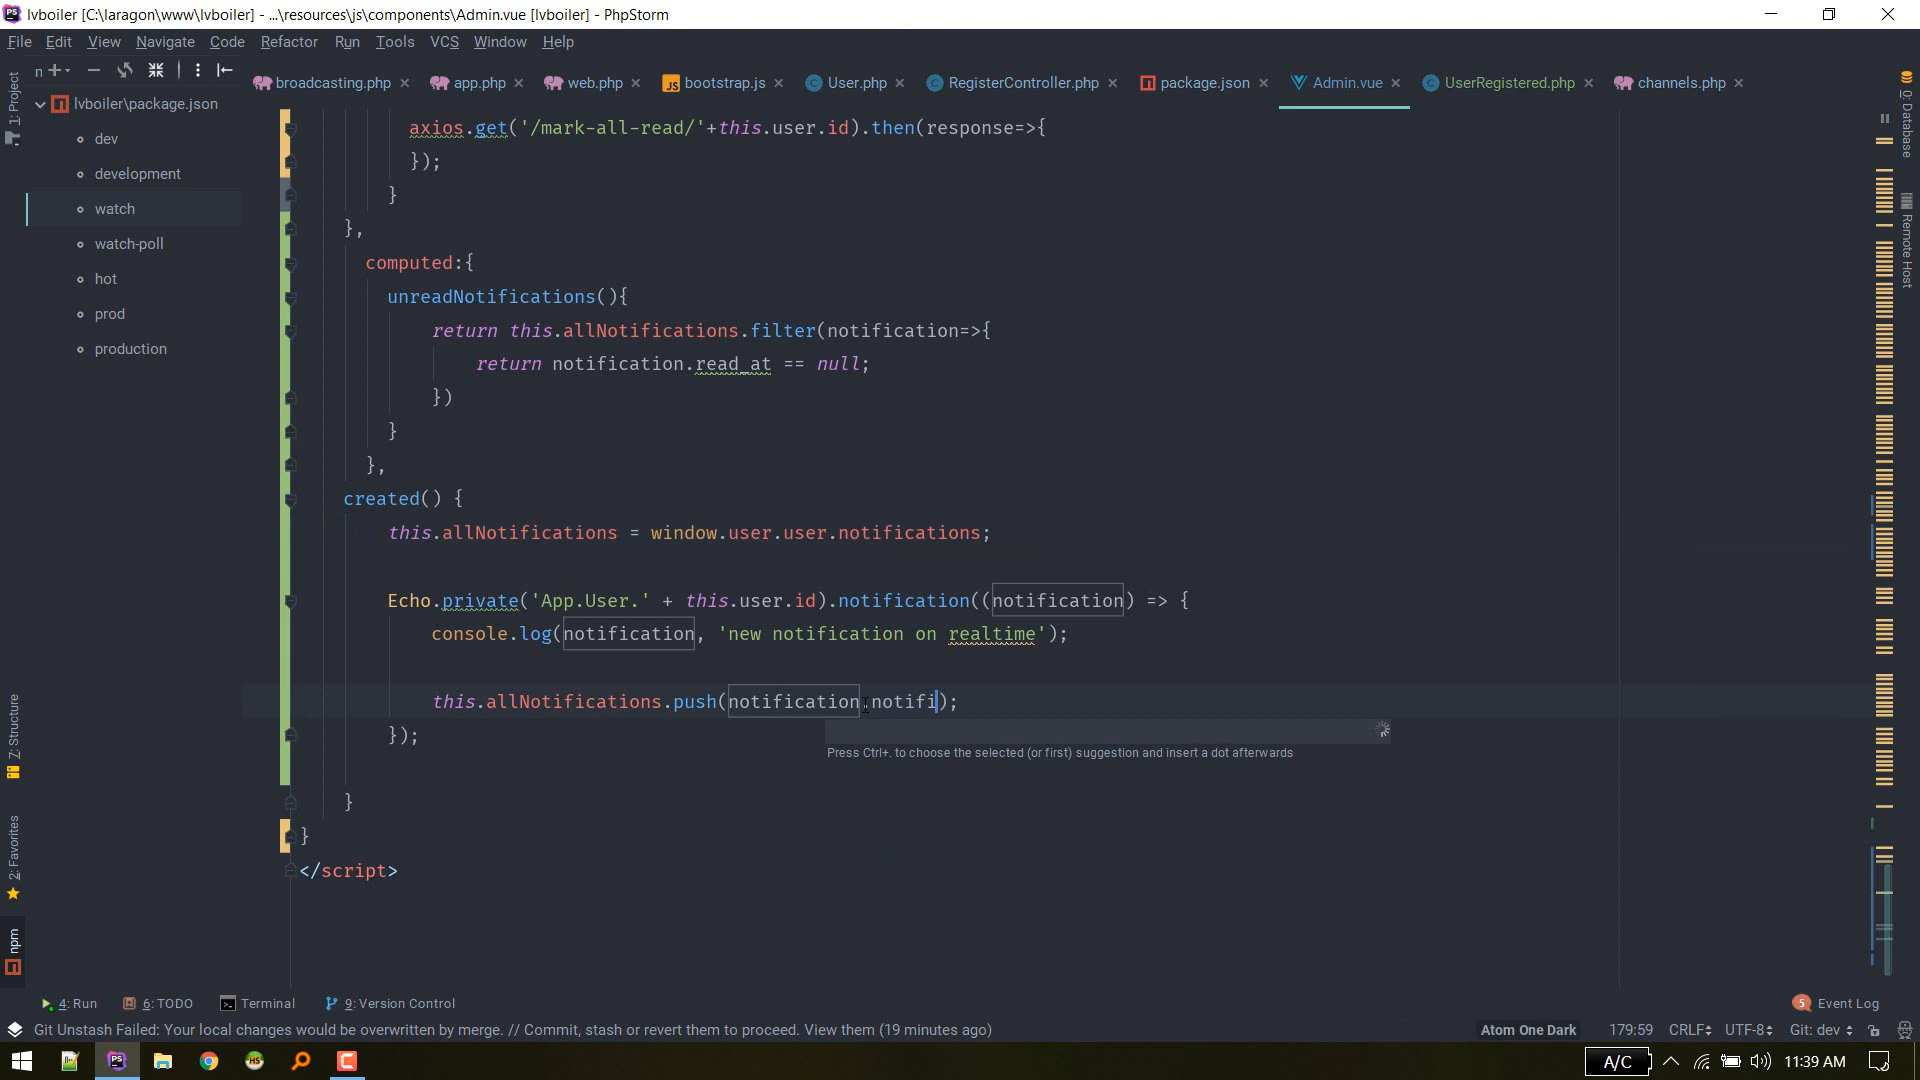 lvboiler [C:\laragon\www\lvboiler] - ...\resources\js\components\Admin.vue [lvboiler] - PhpStorm
File Edit View Navigate Code Refactor Run Tools VCS Window Help
n
broadcasting.php app.php web.php bootstrap.js User.php RegisterController.php package.json Admin.vue UserRegistered.php channels.php
1: Project
lvboiler\package.json
dev
development
watch
watch-poll
hot
prod
production
axios.get('/mark-all-read/'+this.user.id).then(response=>{
});
}
},
computed:{
unreadNotifications(){
return this.allNotifications.filter(notification=>{
return notification.read_at == null;
})
}
},
created() {
this.allNotifications = window.user.user.notifications;
Echo.private('App.User.' + this.user.id).notification((notification) => {
console.log(notification, 'new notification on realtime');
this.allNotifications.push(notification.notifi);
});
Press Ctrl+. to choose the selected (or first) suggestion and insert a dot afterwards
}
}
</script>
0: Database
Remote Host
Z: Structure
2: Favorites
npm
4: Run 6: TODO Terminal 9: Version Control 5 Event Log
Git Unstash Failed: Your local changes would be overwritten by merge. // Commit, stash or revert them to proceed. View them (19 minutes ago) Atom One Dark 179:59 CRLF UTF-8 Git: dev
PS HS A/C 11:39 AM